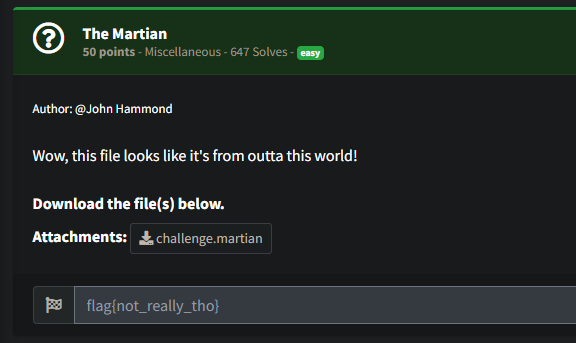 The Martian
50 points - Miscellaneous - 647 Solves - easy
Author: @John Hammond
Wow, this file looks like it's from outta this world!
Download the file(s) below.
Attachments: challenge.martian
flag{not_really_tho}